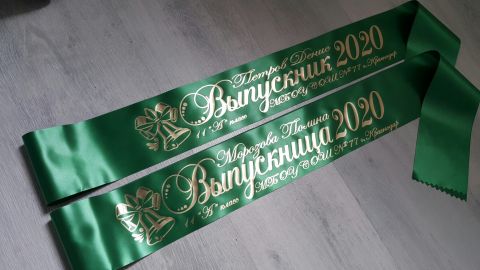 Петров Денис
Выпускник 2020
11 "А" класс
МБОУ СОШ №77 г. Краснодар
Морозова Полина
Выпускница 2020
11 "А" класс
МБОУ СОШ №77 г. Краснодар